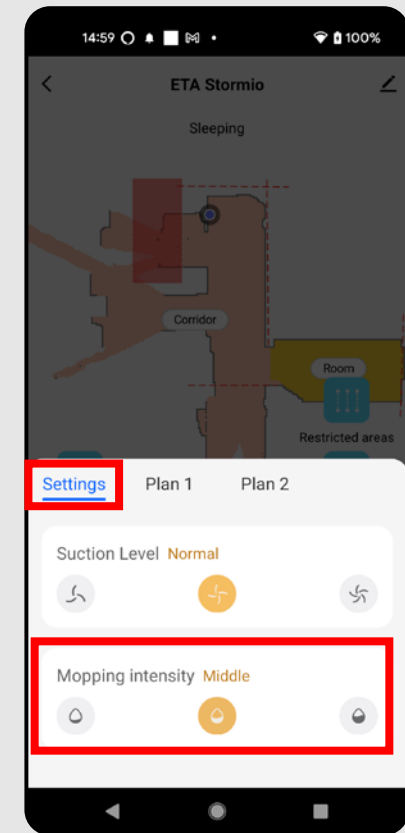 14:59
100%
ETA Stormio
Sleeping
Corridor
Room
Restricted areas
Settings Plan 1 Plan 2
Suction Level Normal
Mopping intensity Middle